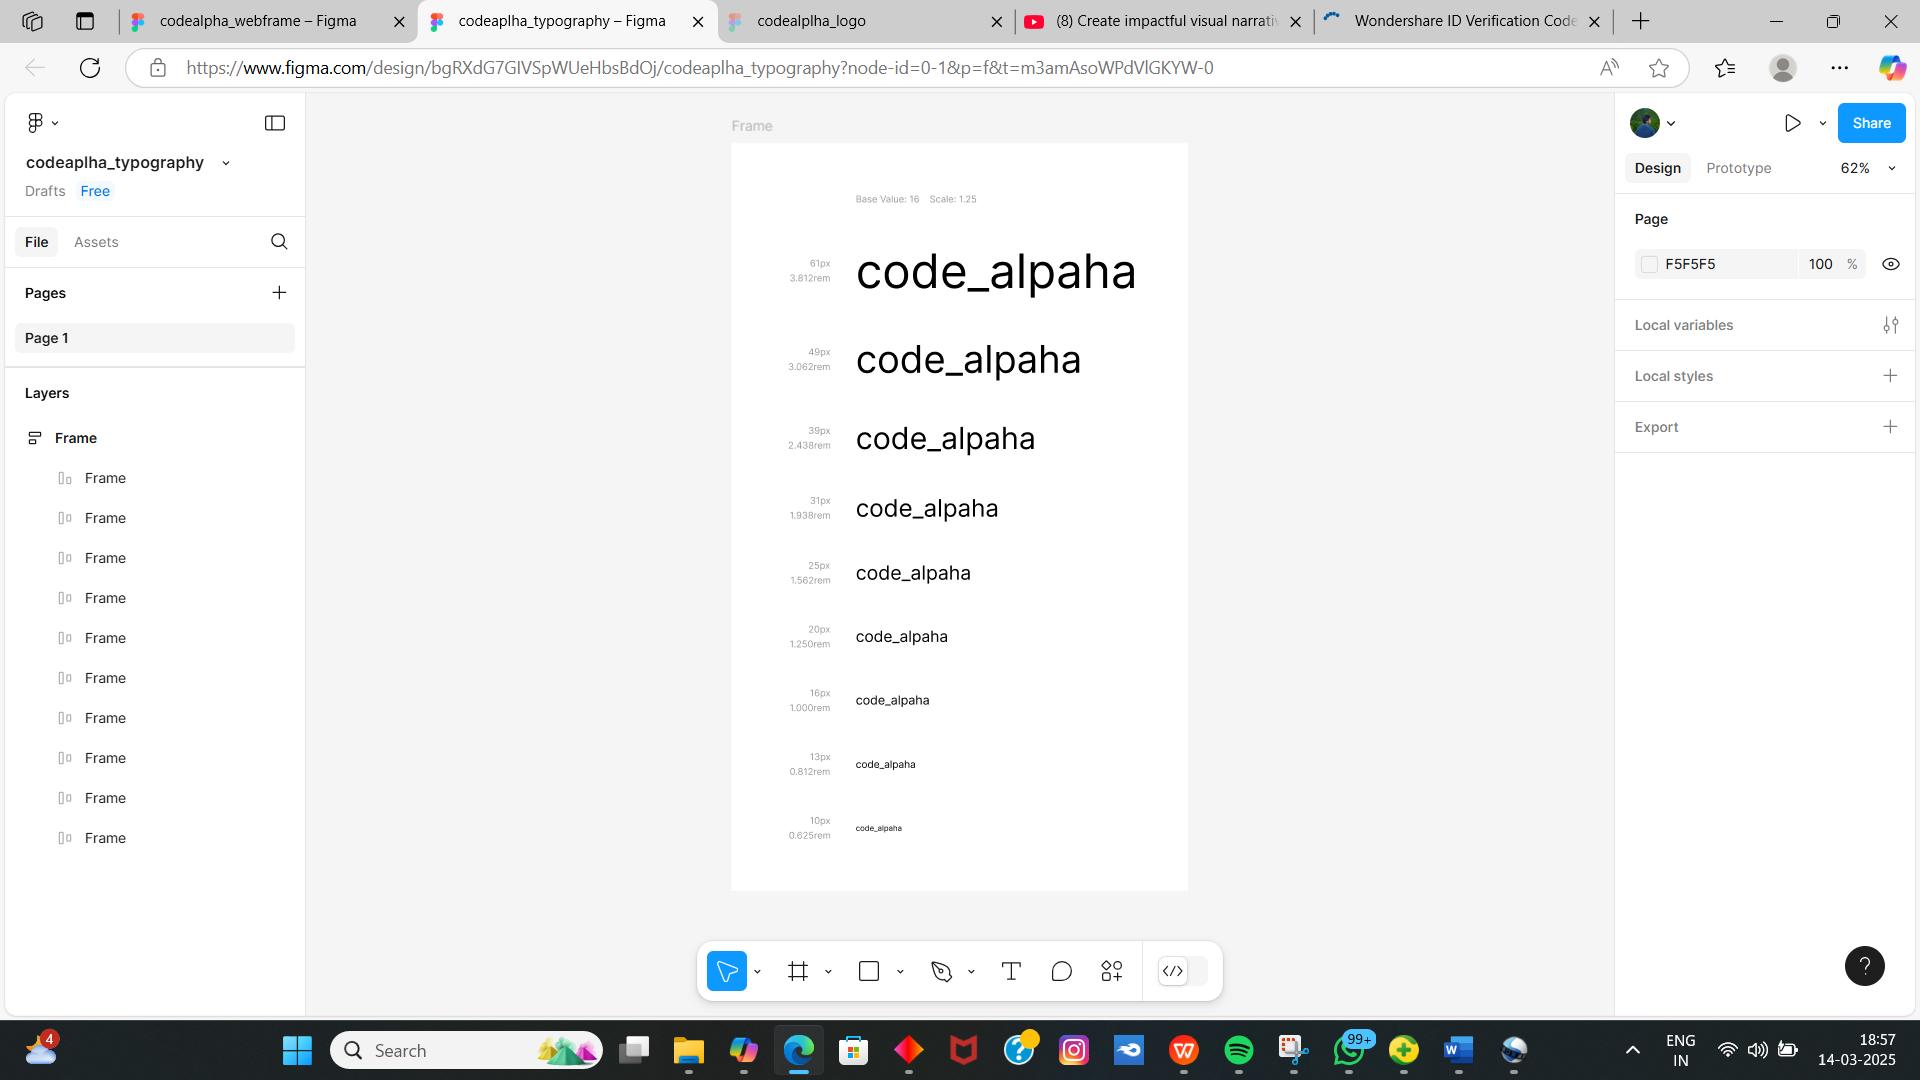 codealpha_webframe – Figma
codeaplha_typography – Figma
codealplha_logo
(8) Create impactful visual narrativ
Wondershare ID Verification Code
https://www.figma.com/design/bgRXdG7GlVSpWUeHbsBdOj/codeaplha_typography?node-id=0-1&p=f&t=m3amAsoWPdVlGKYW-0
codeaplha_typography
Drafts Free
File Assets
Pages
Page 1
Layers
Frame
Frame
Frame
Frame
Frame
Frame
Frame
Frame
Frame
Frame
Frame
Frame
Base Value: 16 Scale: 1.25
61px
3.812rem
code_alpaha
49px
3.062rem
code_alpaha
39px
2.438rem
code_alpaha
31px
1.938rem
code_alpaha
25px
1.562rem
code_alpaha
20px
1.250rem
code_alpaha
16px
1.000rem
code_alpaha
13px
0.812rem
code_alpaha
10px
0.625rem
code_alpaha
Share
Design Prototype 62%
Page
F5F5F5 100 %
Local variables
Local styles
Export
?
4
Search
99+
ENG
IN
18:57
14-03-2025